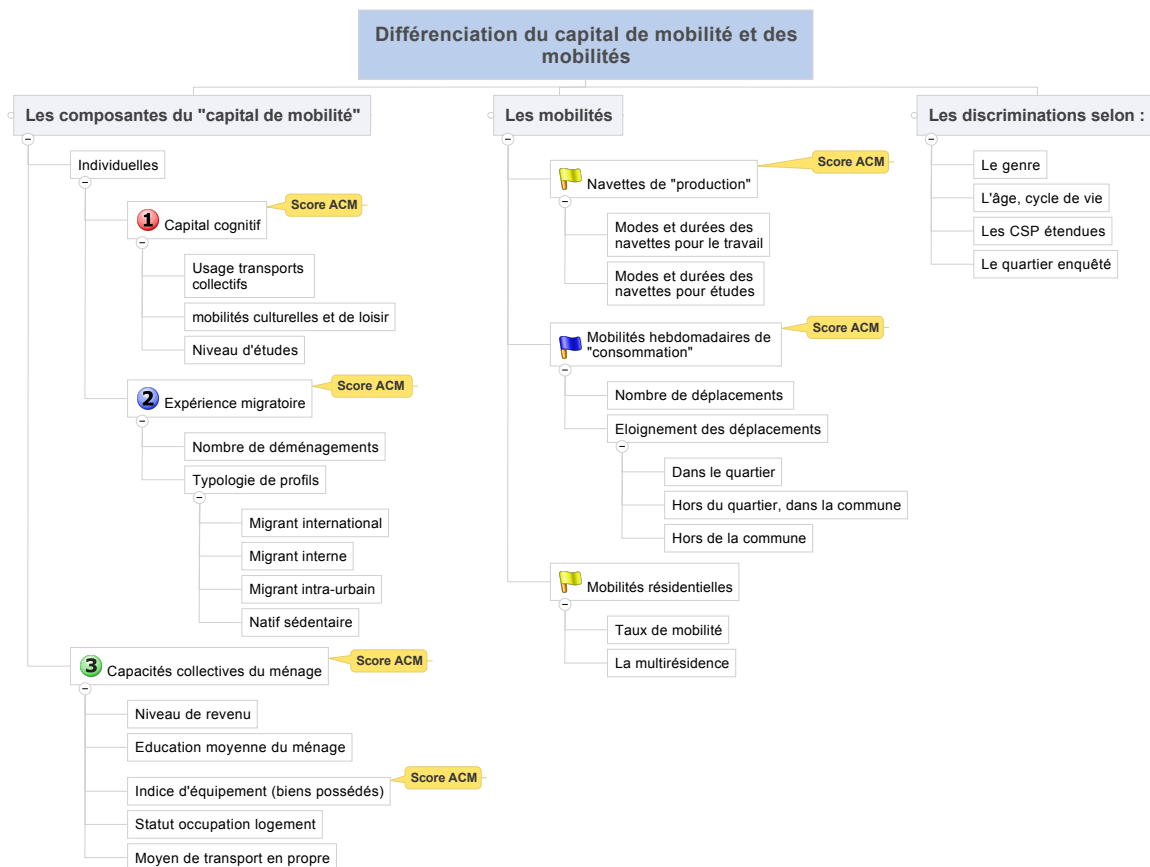 Différenciation du capital de mobilité et des
mobilités
Les composantes du "capital de mobilité"
Individuelles
Score ACM
1 Capital cognitif
Usage transports
collectifs
mobilités culturelles et de loisir
Niveau d'études
Score ACM
2 Expérience migratoire
Nombre de déménagements
Typologie de profils
Migrant international
Migrant interne
Migrant intra-urbain
Natif sédentaire
Score ACM
3 Capacités collectives du ménage
Niveau de revenu
Education moyenne du ménage
Score ACM
Indice d'équipement (biens possédés)
Statut occupation logement
Moyen de transport en propre
Les mobilités
Score ACM
Navettes de "production"
Modes et durées des
navettes pour le travail
Modes et durées des
navettes pour études
Score ACM
Mobilités hebdomadaires de
"consommation"
Nombre de déplacements
Eloignement des déplacements
Dans le quartier
Hors du quartier, dans la commune
Hors de la commune
Mobilités résidentielles
Taux de mobilité
La multirésidence
Les discriminations selon :
Le genre
L'âge, cycle de vie
Les CSP étendues
Le quartier enquêté